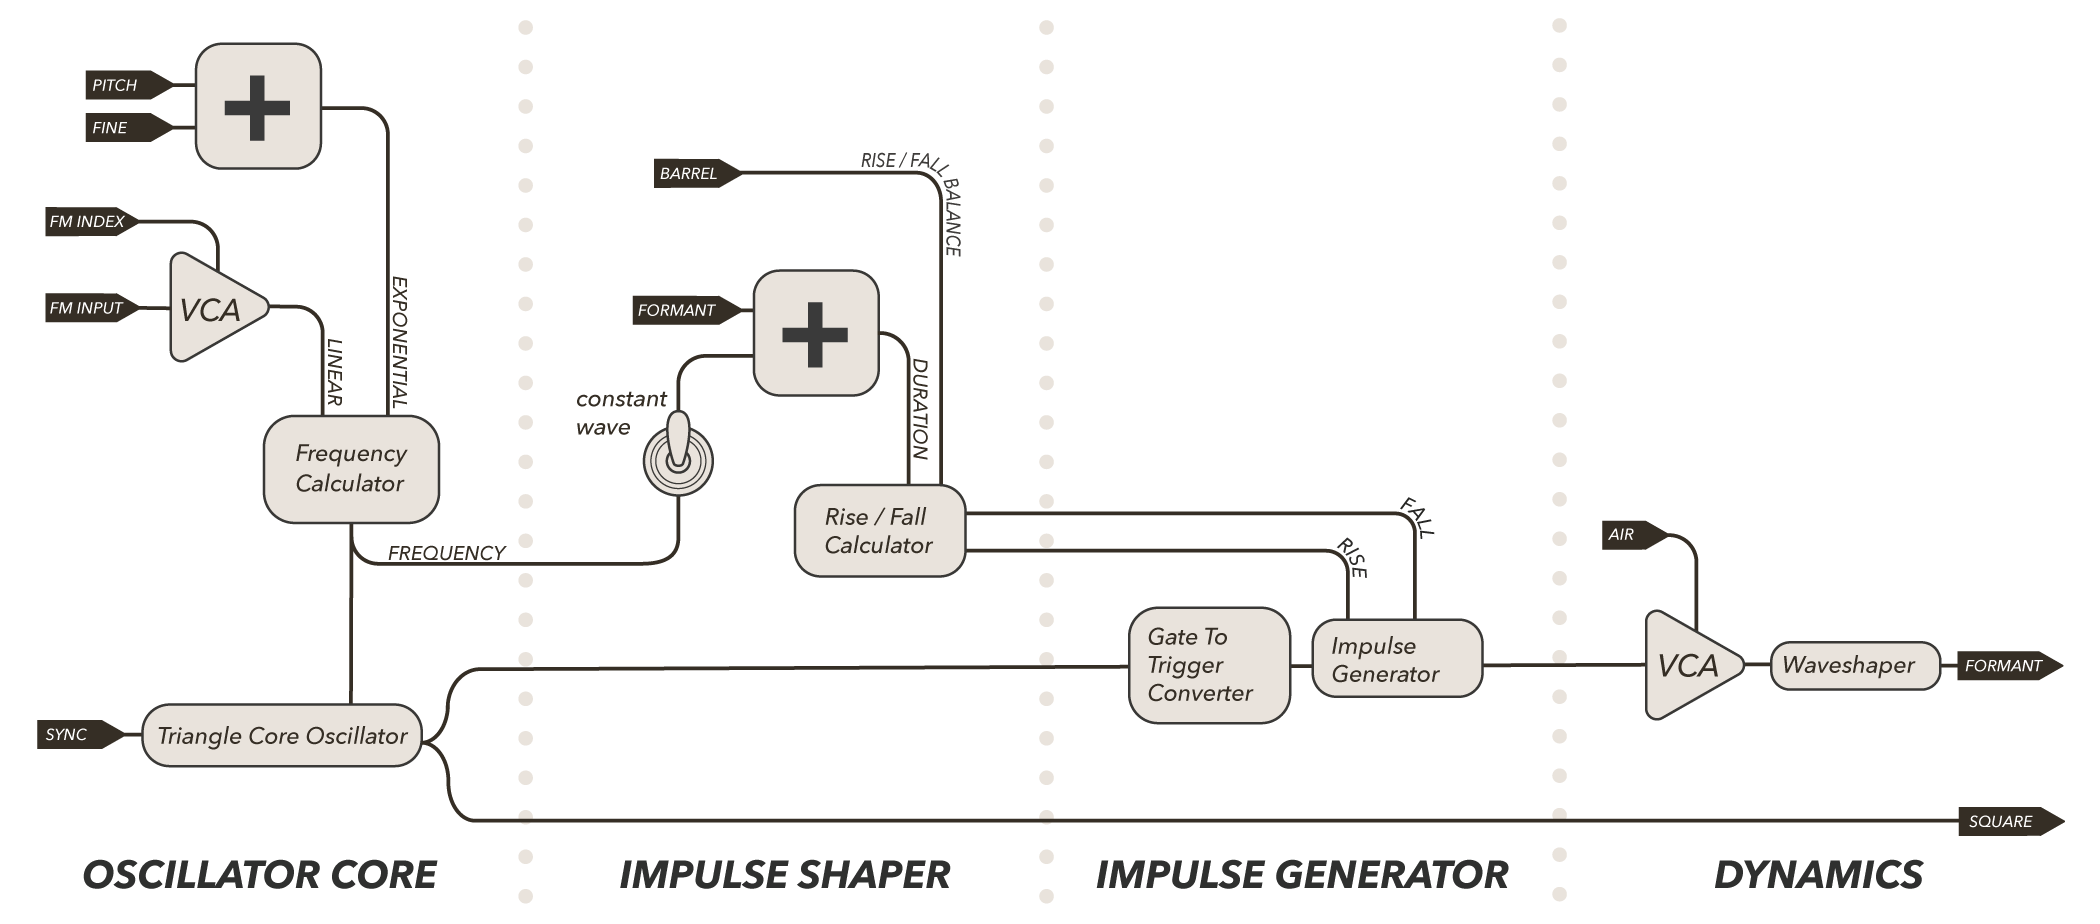 PITCH
FINE
FM INDEX
FM INPUT
VCA
LINEAR
EXPONENTIAL
Frequency
Calculator
FREQUENCY
SYNC
Triangle Core Oscillator
OSCILLATOR CORE
BARREL
RISE / FALL BALANCE
FORMANT
constant
wave
DURATION
Rise / Fall
Calculator
IMPULSE SHAPER
FALL
RISE
Gate To
Trigger
Converter
Impulse
Generator
IMPULSE GENERATOR
AIR
VCA
Waveshaper
FORMANT
SQUARE
DYNAMICS